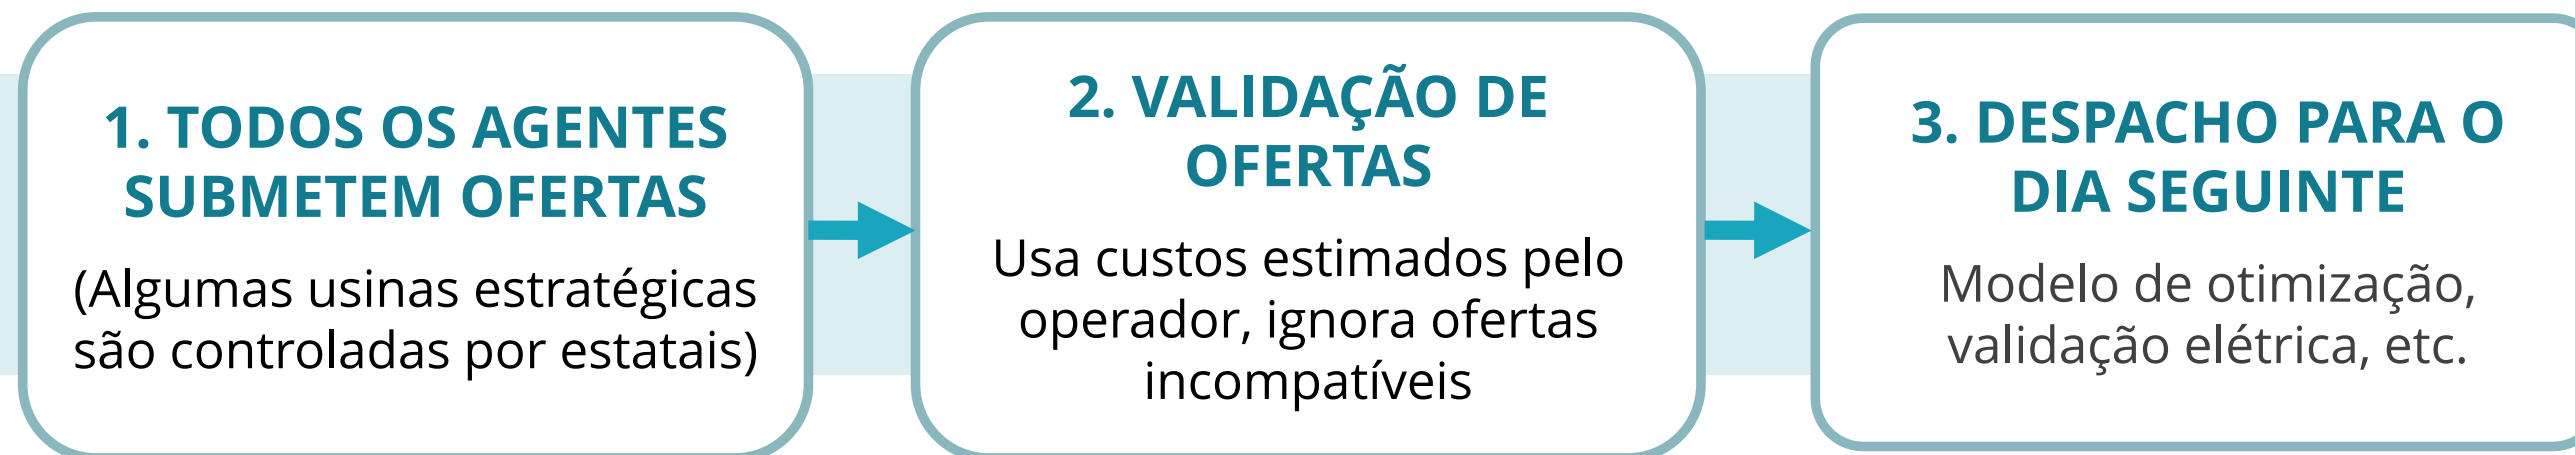 1. TODOS OS AGENTES
SUBMETEM OFERTAS
(Algumas usinas estratégicas
são controladas por estatais)
2. VALIDAÇÃO DE
OFERTAS
Usa custos estimados pelo
operador, ignora ofertas
incompatíveis
3. DESPACHO PARA O
DIA SEGUINTE
Modelo de otimização,
validação elétrica, etc.